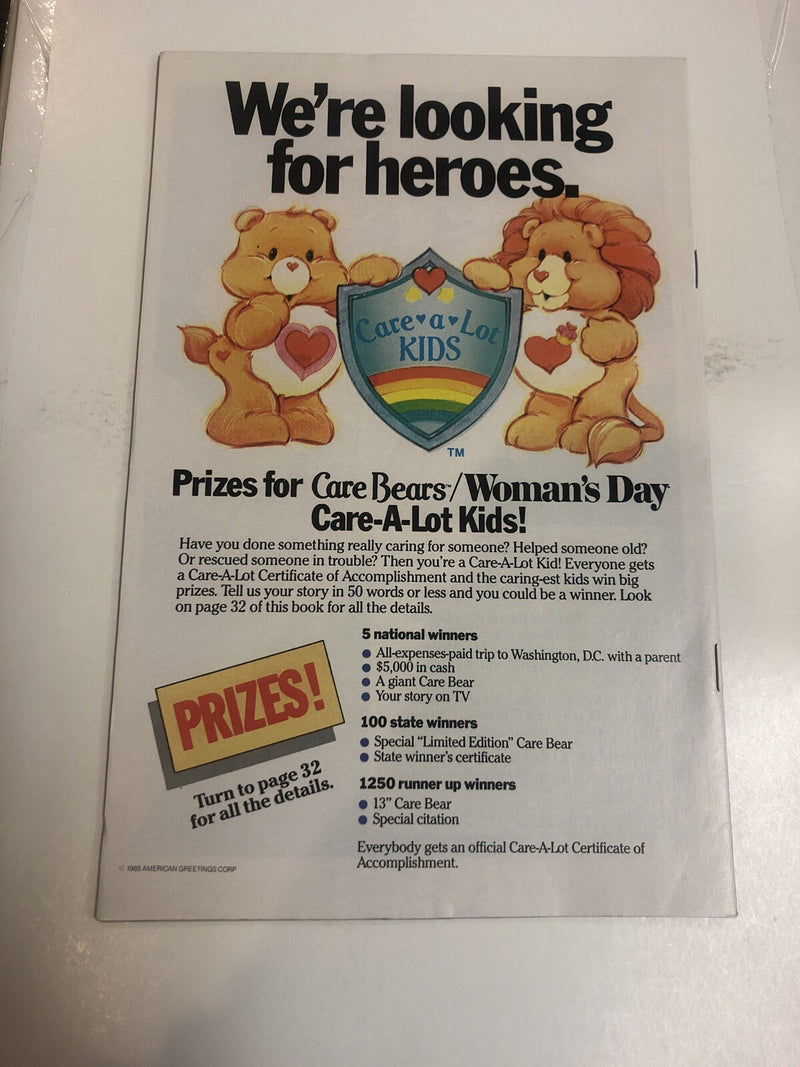 We're looking
for heroes.
Care♥a♥Lot
KIDS
TM
Prizes for Care Bears™/Woman's Day
Care-A-Lot Kids!
Have you done something really caring for someone? Helped someone old?
Or rescued someone in trouble? Then you're a Care-A-Lot Kid! Everyone gets
a Care-A-Lot Certificate of Accomplishment and the caring-est kids win big
prizes. Tell us your story in 50 words or less and you could be a winner. Look
on page 32 of this book for all the details.
PRIZES!
Turn to page 32
for all the details.
5 national winners
● All-expenses-paid trip to Washington, D.C. with a parent
● $5,000 in cash
● A giant Care Bear
● Your story on TV
100 state winners
● Special “Limited Edition” Care Bear
● State winner's certificate
1250 runner up winners
● 13” Care Bear
● Special citation
Everybody gets an official Care-A-Lot Certificate of
Accomplishment.
© 1985 AMERICAN GREETINGS CORP